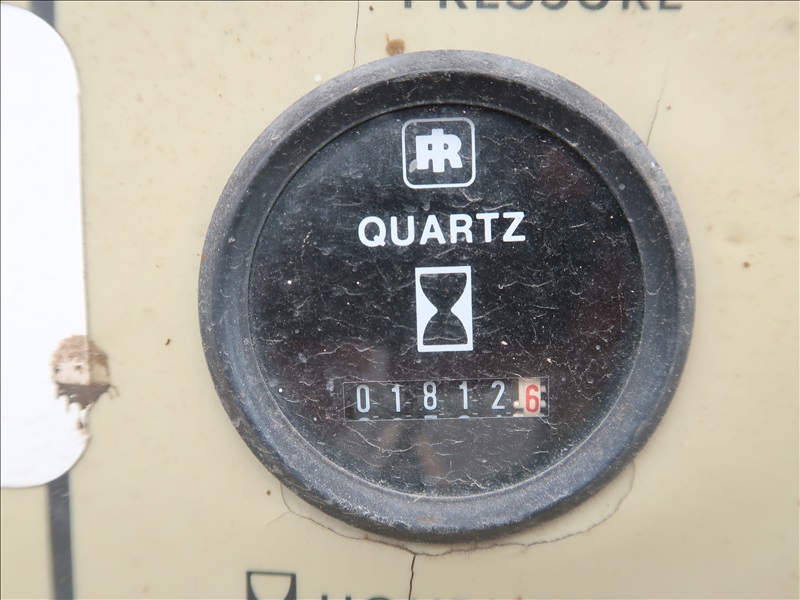 PRESSURE
IR
QUARTZ
018126